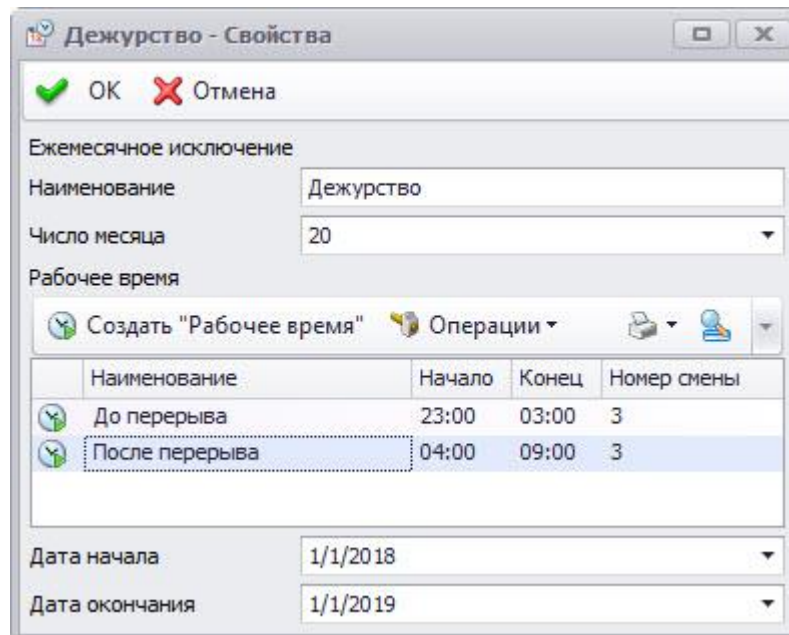 Дежурство - Свойства
ОК Отмена
Ежемесячное исключение
Наименование Дежурство
Число месяца 20
Рабочее время
Создать "Рабочее время" Операции
Наименование Начало Конец Номер смены
До перерыва 23:00 03:00 3
После перерыва 04:00 09:00 3
Дата начала 1/1/2018
Дата окончания 1/1/2019